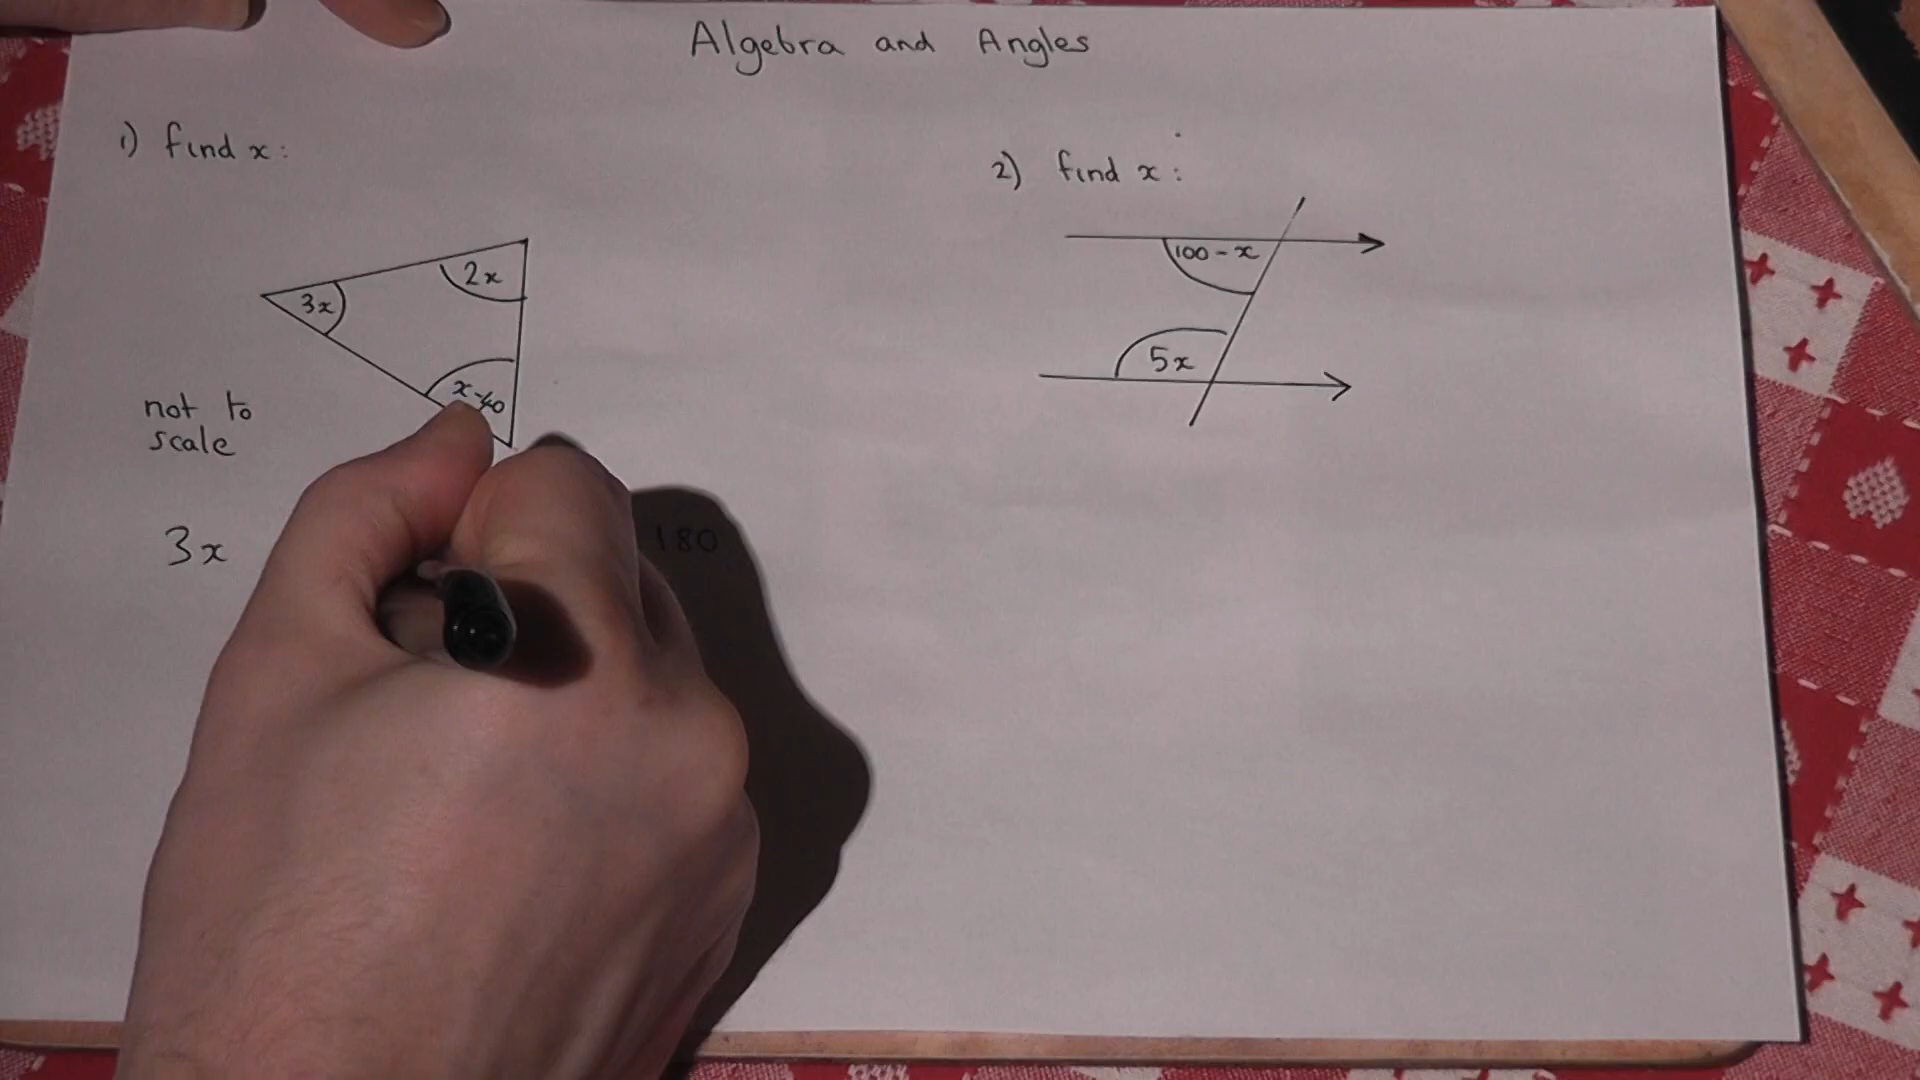 Algebra and Angles
1) find x:
3x
2x
x-40
not to
scale
3x
180
2) find x:
100-x
5x